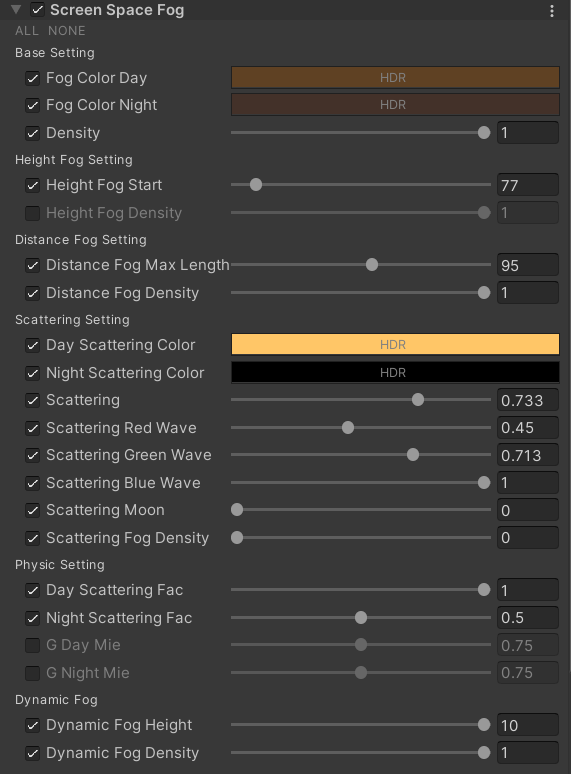 Screen Space Fog
ALL NONE
Base Setting
Fog Color Day HDR
Fog Color Night HDR
Density 1
Height Fog Setting
Height Fog Start 77
Height Fog Density 1
Distance Fog Setting
Distance Fog Max Length 95
Distance Fog Density 1
Scattering Setting
Day Scattering Color HDR
Night Scattering Color HDR
Scattering 0.733
Scattering Red Wave 0.45
Scattering Green Wave 0.713
Scattering Blue Wave 1
Scattering Moon 0
Scattering Fog Density 0
Physic Setting
Day Scattering Fac 1
Night Scattering Fac 0.5
G Day Mie 0.75
G Night Mie 0.75
Dynamic Fog
Dynamic Fog Height 10
Dynamic Fog Density 1